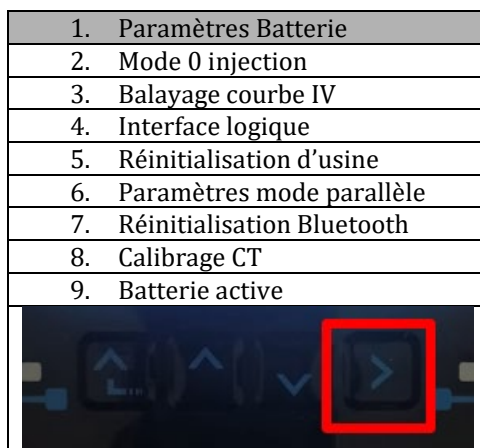 1. Paramètres Batterie
2. Mode 0 injection
3. Balayage courbe IV
4. Interface logique
5. Réinitialisation d'usine
6. Paramètres mode parallèle
7. Réinitialisation Bluetooth
8. Calibrage CT
9. Batterie active